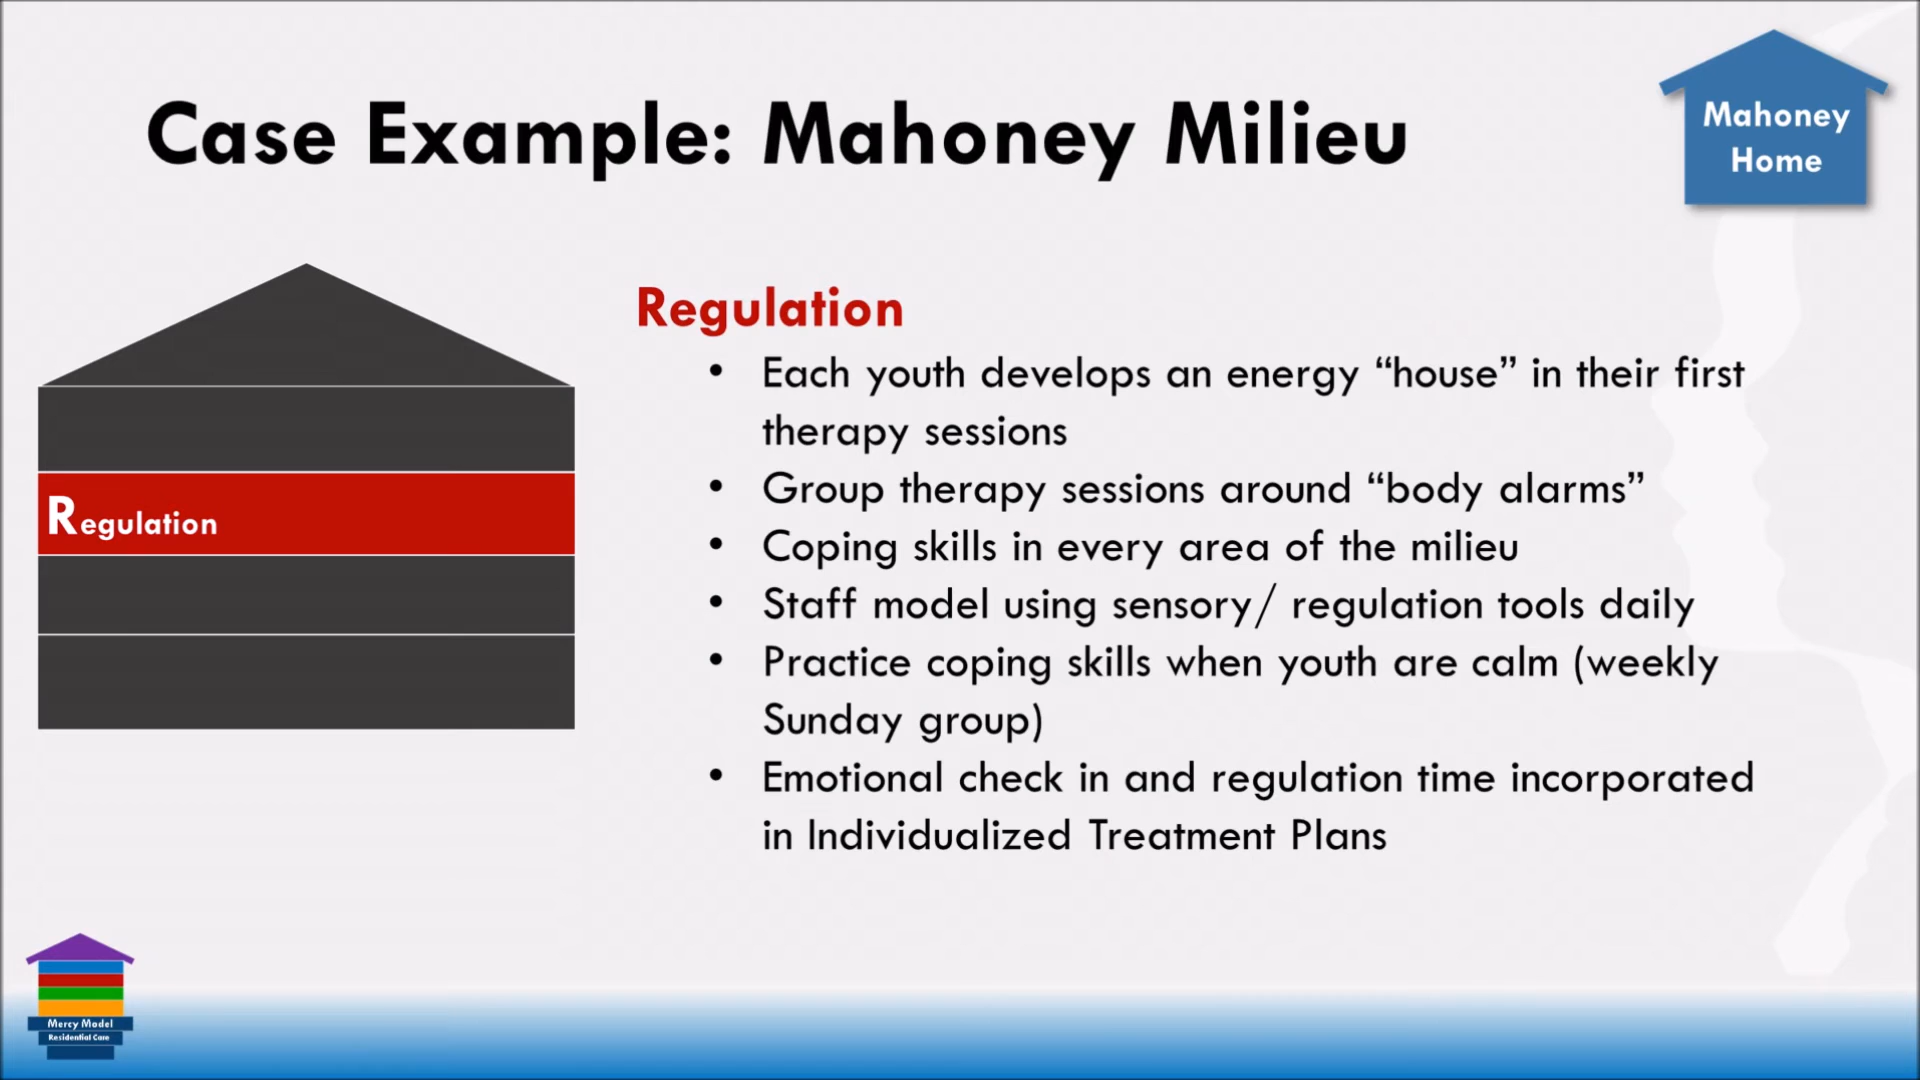 Case Example: Mahoney Milieu
Mahoney
Home
Regulation
Regulation
• Each youth develops an energy “house” in their first
therapy sessions
• Group therapy sessions around “body alarms”
• Coping skills in every area of the milieu
• Staff model using sensory/ regulation tools daily
• Practice coping skills when youth are calm (weekly
Sunday group)
• Emotional check in and regulation time incorporated
in Individualized Treatment Plans
Mercy Model
Residential Care